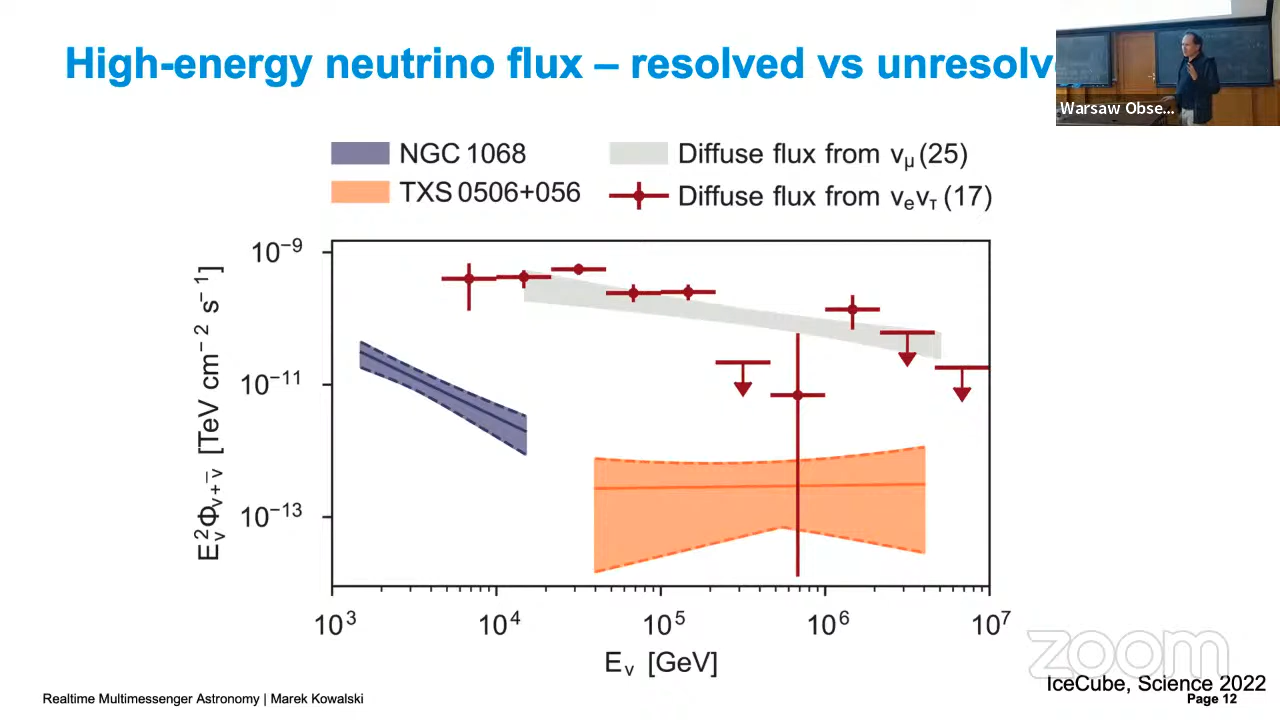 High-energy neutrino flux – resolved vs unresolv
Warsaw Obse...
NGC 1068
TXS 0506+056
Diffuse flux from νμ (25)
Diffuse flux from νeντ (17)
10⁻⁹
10⁻¹¹
10⁻¹³
E²νΦν+ν̅ [TeV cm⁻² s⁻¹]
10³ 10⁴ 10⁵ 10⁶ 10⁷
Eν [GeV]
zoom
IceCube, Science 2022
Realtime Multimessenger Astronomy | Marek Kowalski
Page 12